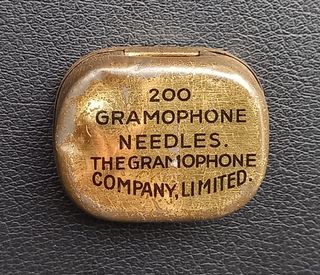 200
GRAMOPHONE
NEEDLES.
THE GRAMOPHONE
COMPANY, LIMITED.